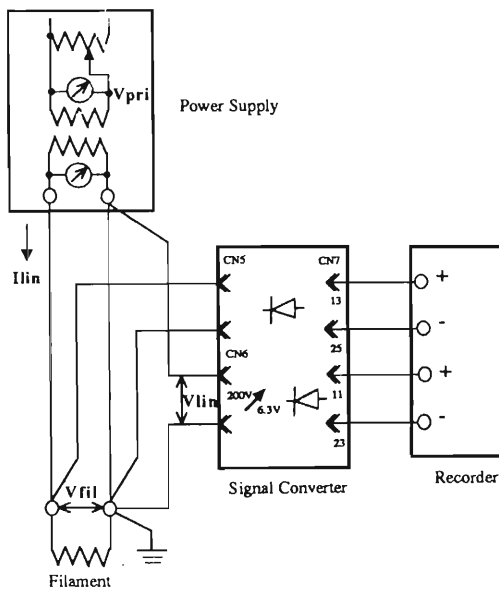 Vpri
Power Supply
Ilin
CN5
CN7
13
25
CN6
200V
6.3V
11
Vlin
23
+
-
+
-
Signal Converter
Recorder
Vfil
Filament